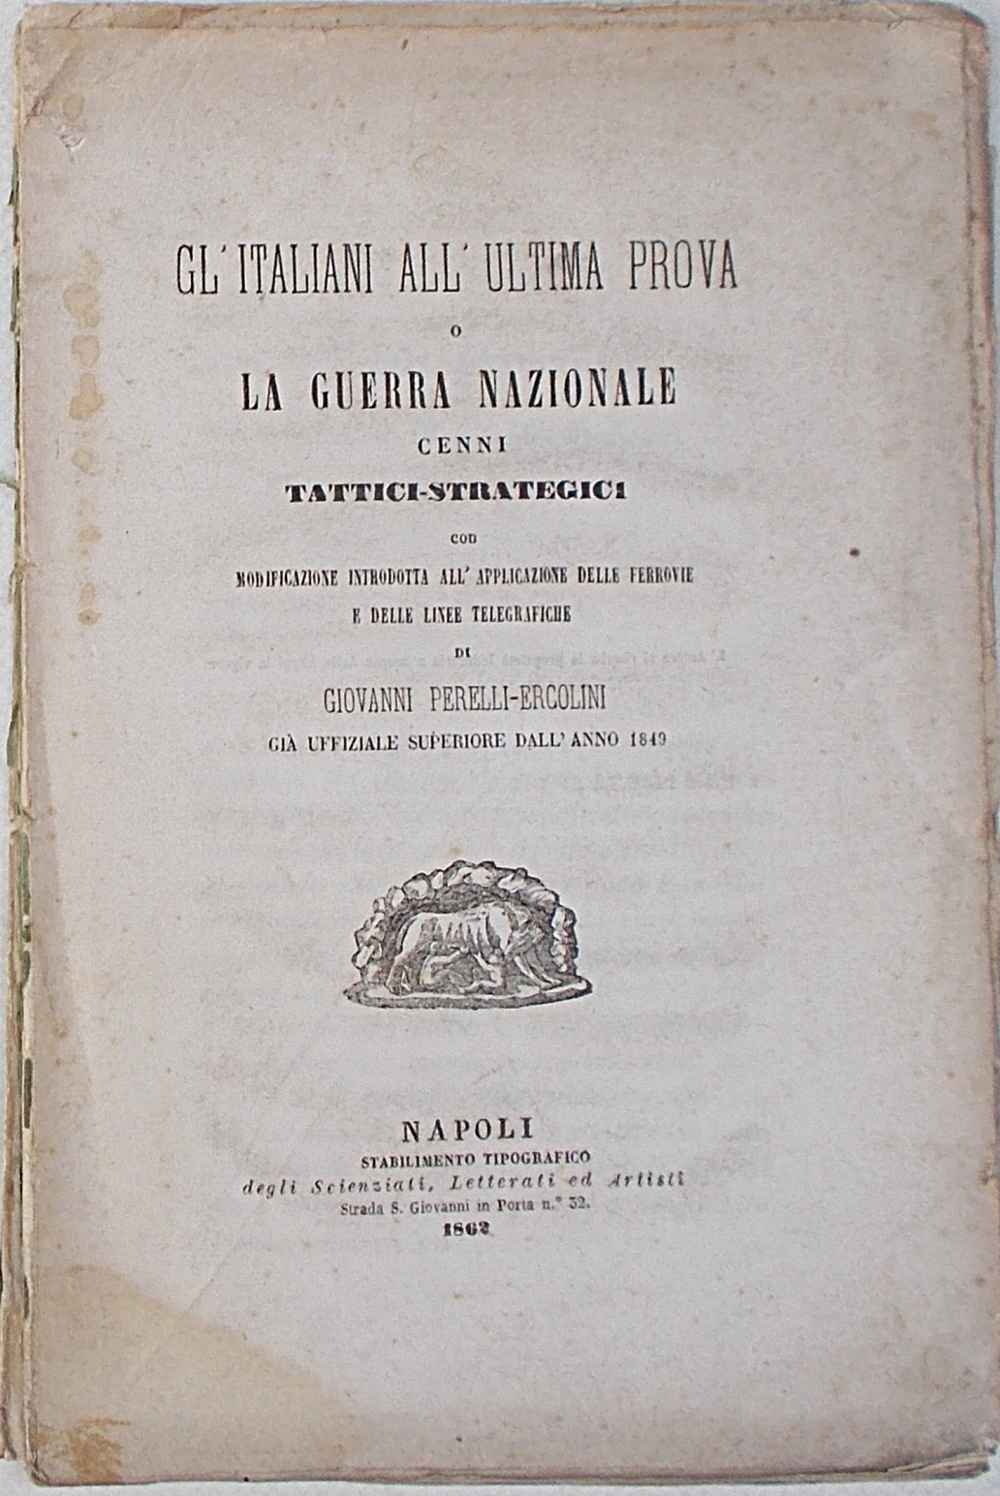 GL' ITALIANI ALL' ULTIMA PROVA
O
LA GUERRA NAZIONALE
CENNI
TATTICI-STRATEGICI
CON
MODIFICAZIONE INTRODOTTA ALL' APPLICAZIONE DELLE FERROVIE
E DELLE LINEE TELEGRAFICHE
DI
GIOVANNI PERELLI-ERCOLINI
GIÀ UFFIZIALE SUPERIORE DALL' ANNO 1849
NAPOLI
STABILIMENTO TIPOGRAFICO
degli Scienziati, Letterati ed Artisti
Strada S. Giovanni in Porta n.° 32.
1862